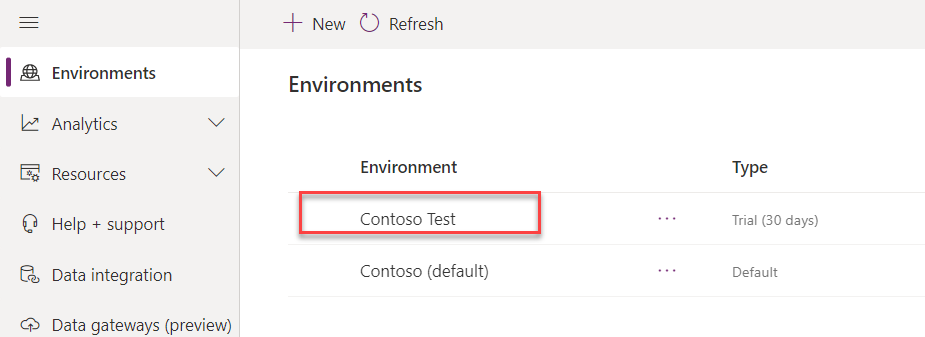 New Refresh
Environments
Analytics
Resources
Help + support
Data integration
Data gateways (preview)
Environments
Environment Type
Contoso Test ... Trial (30 days)
Contoso (default) ... Default